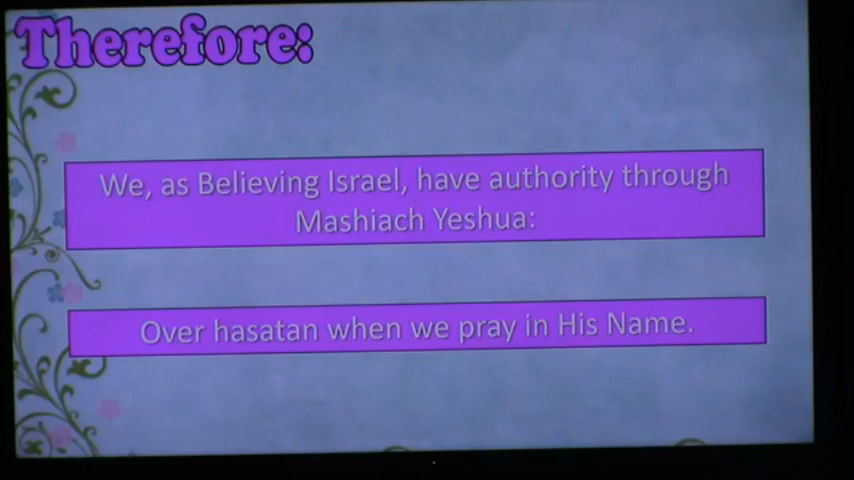 Therefore:
We, as Believing Israel, have authority through
Mashiach Yeshua:
Over hasatan when we pray in His Name.